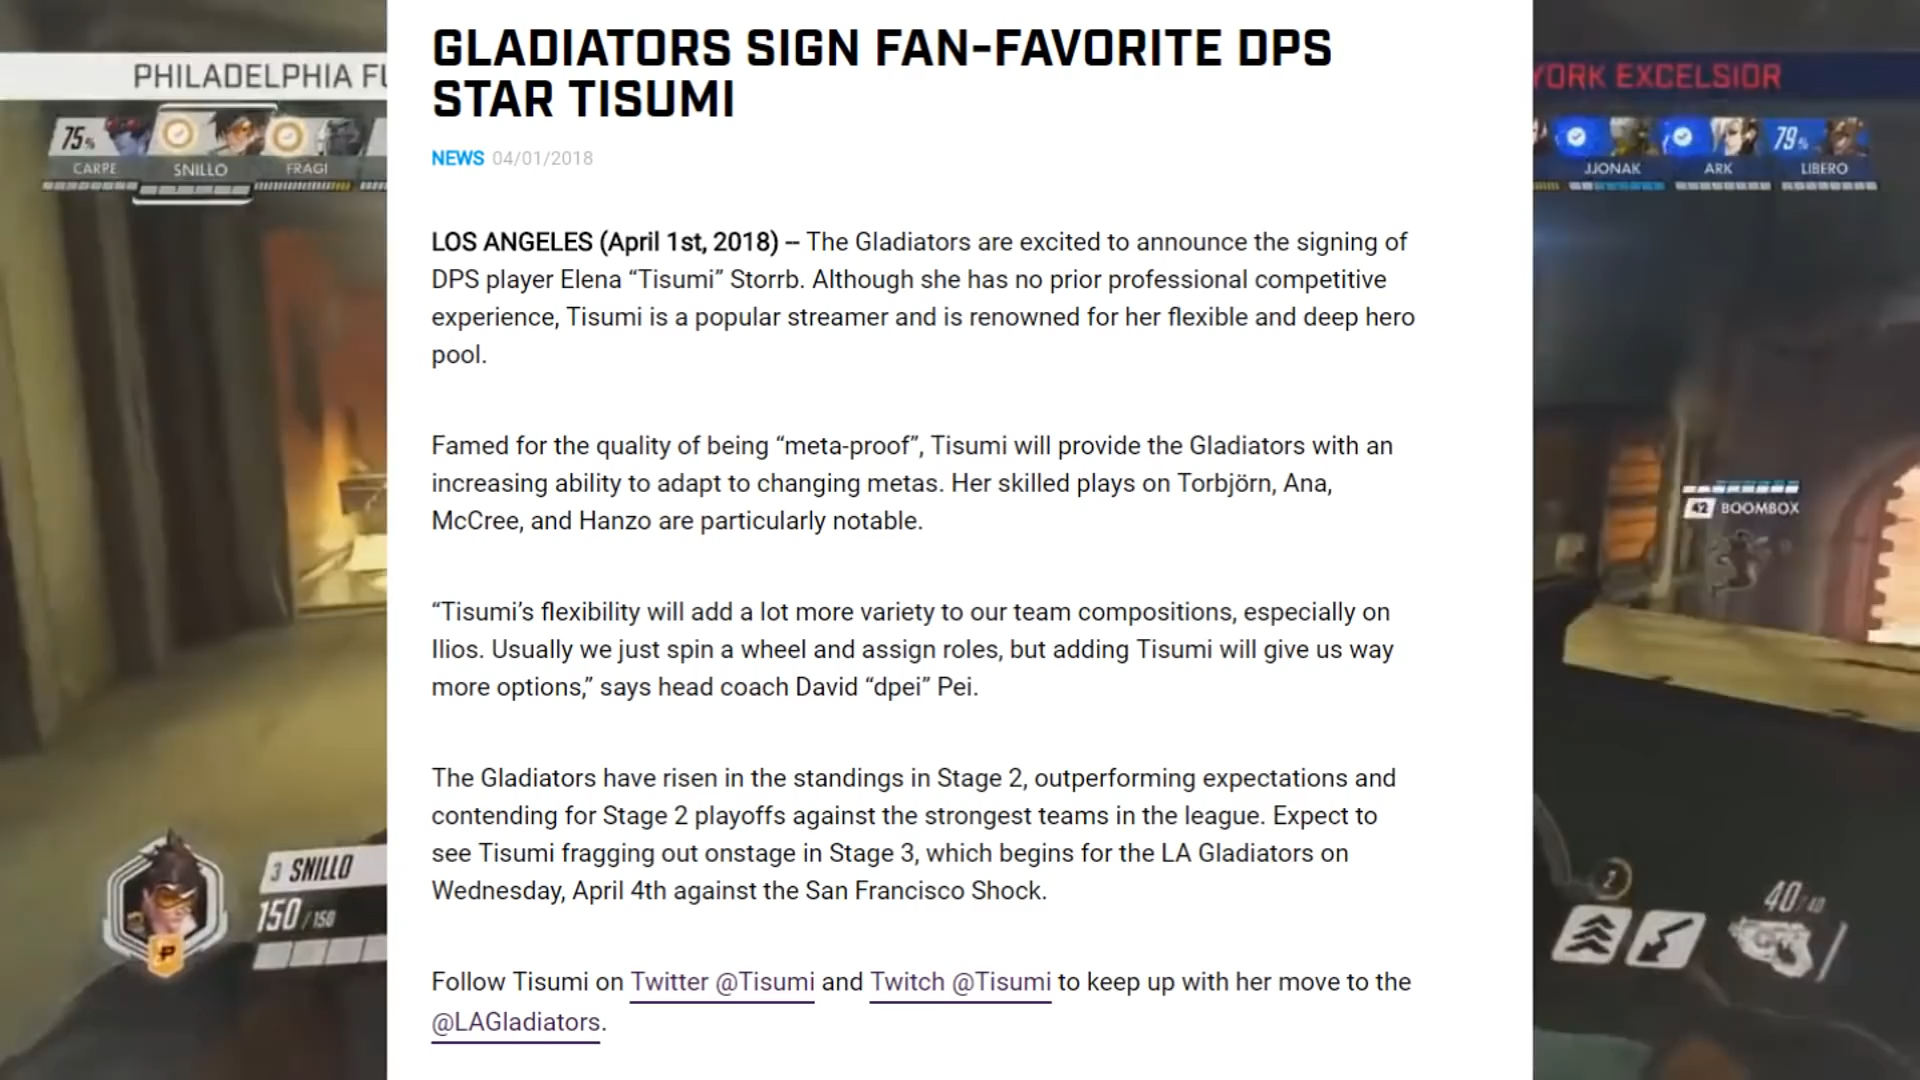 GLADIATORS SIGN FAN-FAVORITE DPS
STAR TISUMI
NEWS 04/01/2018
LOS ANGELES (April 1st, 2018) -- The Gladiators are excited to announce the signing of
DPS player Elena “Tisumi” Storrb. Although she has no prior professional competitive
experience, Tisumi is a popular streamer and is renowned for her flexible and deep hero
pool.
Famed for the quality of being “meta-proof”, Tisumi will provide the Gladiators with an
increasing ability to adapt to changing metas. Her skilled plays on Torbjörn, Ana,
McCree, and Hanzo are particularly notable.
“Tisumi’s flexibility will add a lot more variety to our team compositions, especially on
Ilios. Usually we just spin a wheel and assign roles, but adding Tisumi will give us way
more options,” says head coach David “dpei” Pei.
The Gladiators have risen in the standings in Stage 2, outperforming expectations and
contending for Stage 2 playoffs against the strongest teams in the league. Expect to
see Tisumi fragging out onstage in Stage 3, which begins for the LA Gladiators on
Wednesday, April 4th against the San Francisco Shock.
Follow Tisumi on Twitter @Tisumi and Twitch @Tisumi to keep up with her move to the
@LAGladiators.
PHILADELPHIA FU
75%
CARPE SNILLO FRAGI
3 SNILLO
150/150
YORK EXCELSIOR
79%
JJONAK ARK LIBERO
42 BOOMBOX
2
40/40